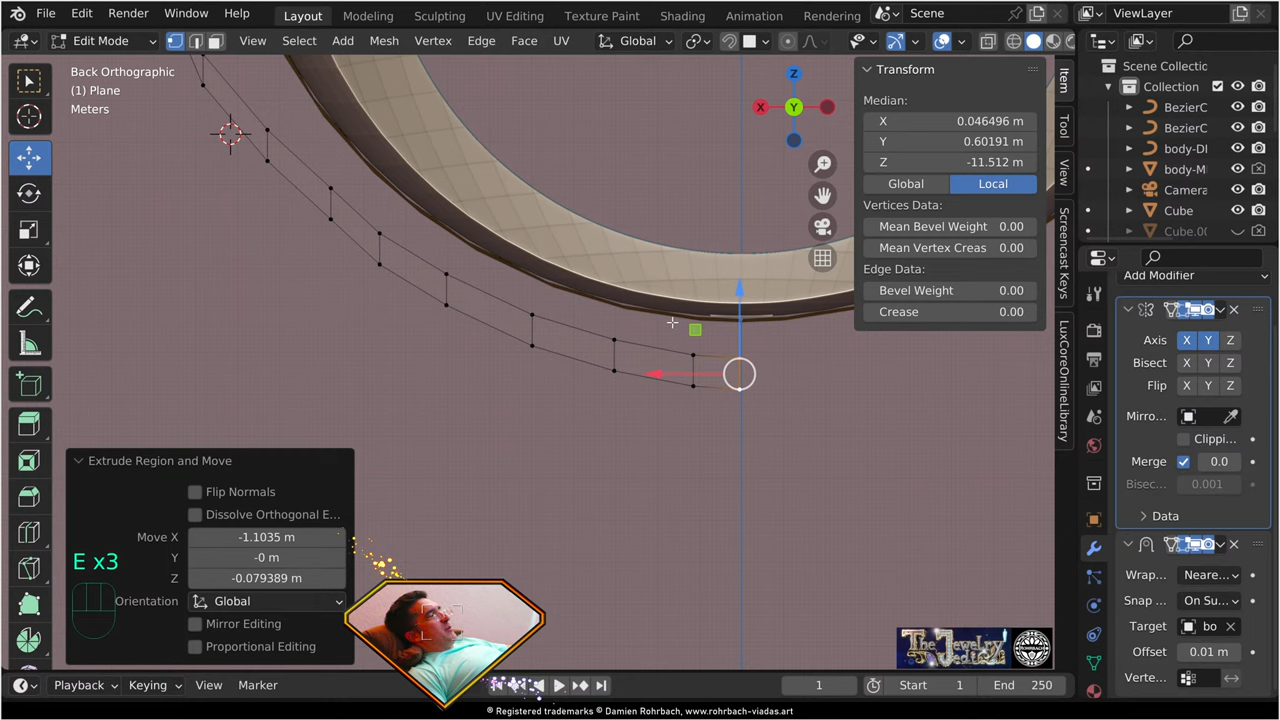 File Edit Render Window Help Layout Modeling Sculpting UV Editing Texture Paint Shading Animation Rendering Scene ViewLayer
Edit Mode View Select Add Mesh Vertex Edge Face UV Global
Back Orthographic
(1) Plane
Meters
X
Y
Z
Transform
Median:
X 0.046496 m
Y 0.60191 m
Z -11.512 m
Global Local
Vertices Data:
Mean Bevel Weight 0.00
Mean Vertex Creas 0.00
Edge Data:
Bevel Weight 0.00
Crease 0.00
Item
Tool
View
Screencast Keys
LuxCoreOnlineLibrary
Scene Collectic
Collection
BezierC
BezierC
body-DI
body-M
Camera
Cube
Cube.00
Add Modifier
Axis X Y Z
Bisect X Y Z
Flip X Y Z
Mirro...
Clippi...
Merge 0.0
Bisec... 0.001
Data
Wrap... Neare...
Snap ... On Su...
Target bo
Offset 0.01 m
Verte...
Extrude Region and Move
Flip Normals
Dissolve Orthogonal E...
Move X -1.1035 m
Y -0 m
Z -0.079389 m
Orientation Global
Mirror Editing
Proportional Editing
E x3
The Jewelry Viadias
ROHRBACH
Playback Keying View Marker 1 Start 1 End 250
® Registered trademarks © Damien Rohrbach, www.rohrbach-viadas.art